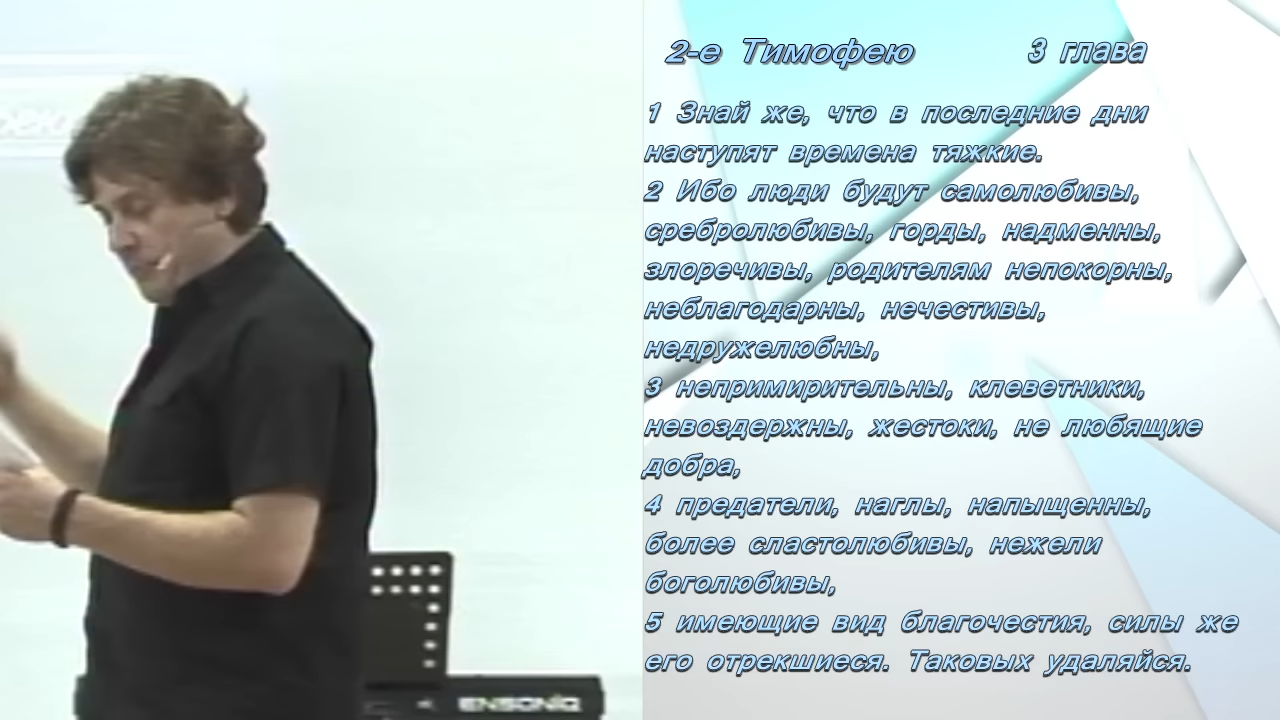 2-е Тимофею 3 глава
1 Знай же, что в последние дни
наступят времена тяжкие.
2 Ибо люди будут самолюбивы,
сребролюбивы, горды, надменны,
злоречивы, родителям непокорны,
неблагодарны, нечестивы,
недружелюбны,
3 непримирительны, клеветники,
невоздержны, жестоки, не любящие
добра,
4 предатели, наглы, напыщенны,
более сластолюбивы, нежели
боголюбивы,
5 имеющие вид благочестия, силы же
его отрекшиеся. Таковых удаляйся.
ENSONIQ